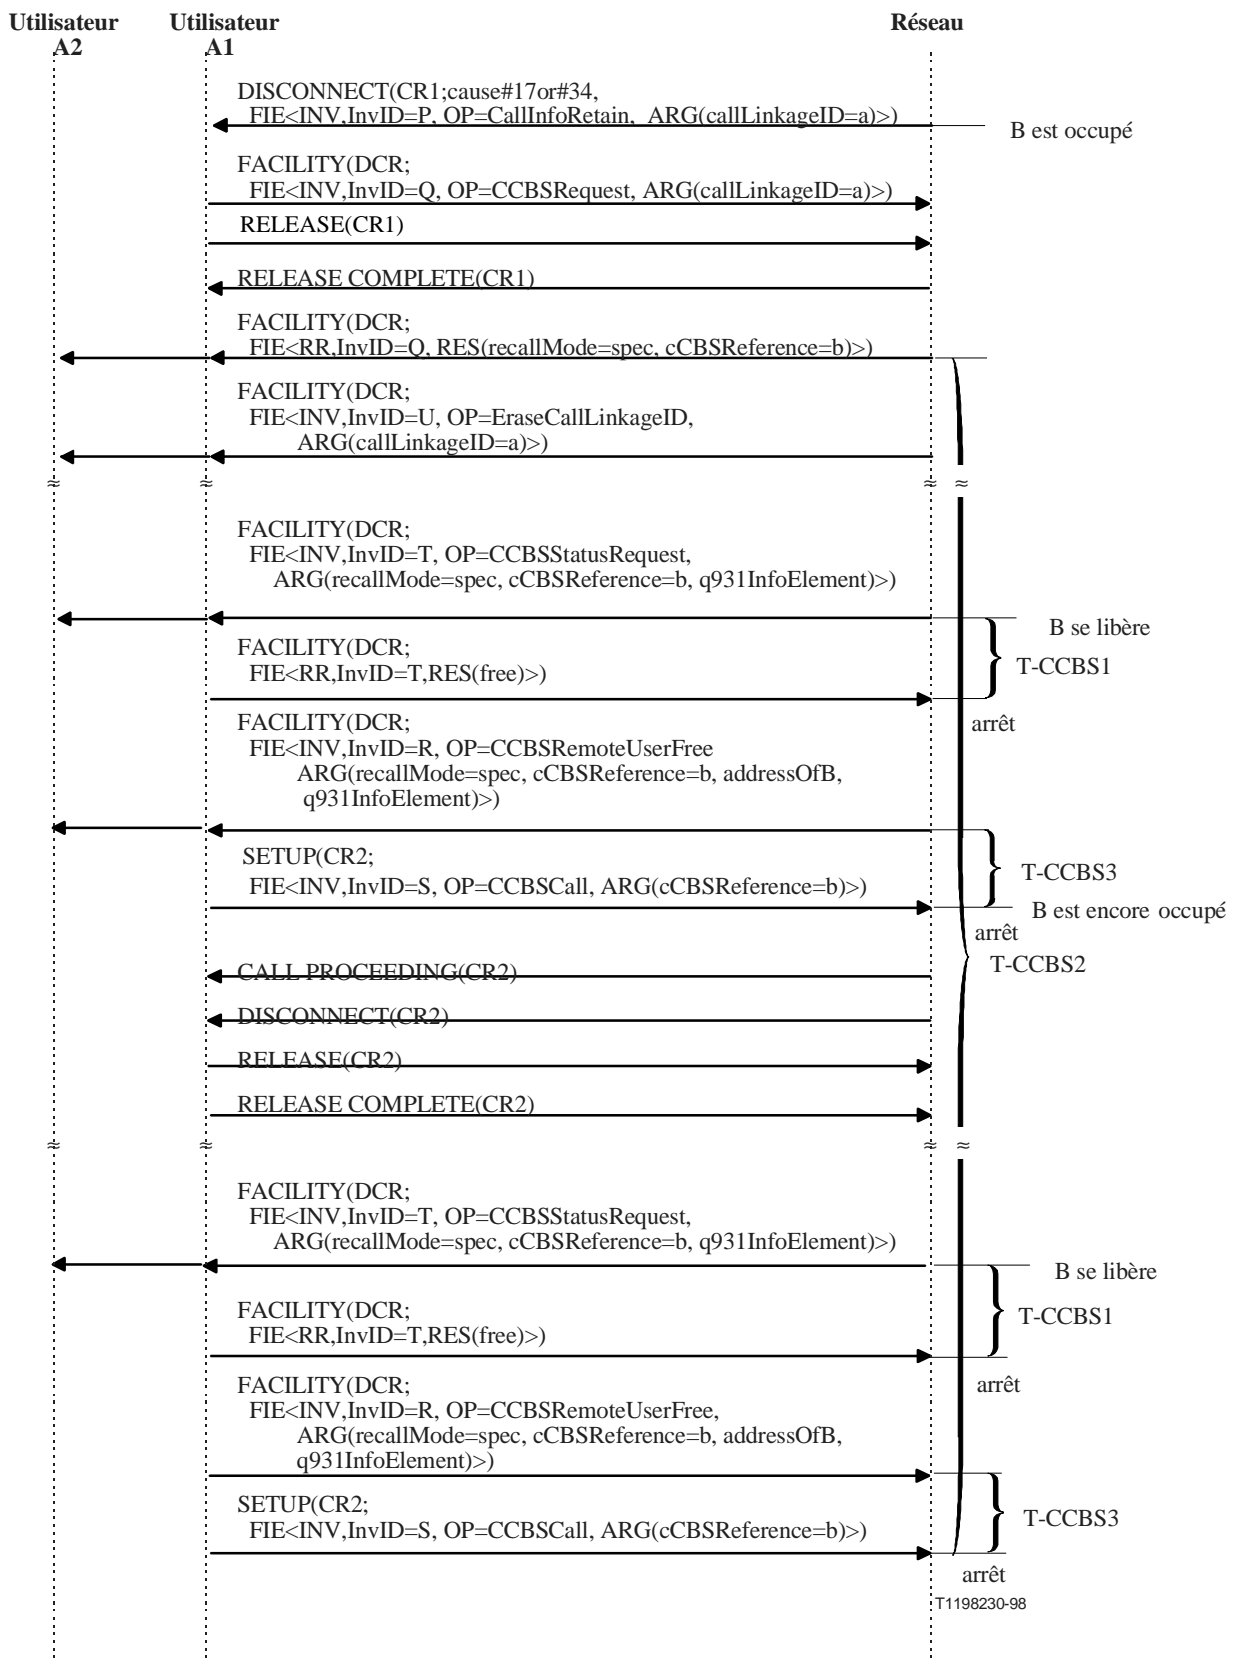 Utilisateur A2
Utilisateur A1
Réseau
DISCONNECT(CR1;cause#17or#34,
FIE<INV,InvID=P, OP=CallInfoRetain, ARG(callLinkageID=a)>)
B est occupé
FACILITY(DCR;
FIE<INV,InvID=Q, OP=CCBSRequest, ARG(callLinkageID=a)>)
RELEASE(CR1)
RELEASE COMPLETE(CR1)
FACILITY(DCR;
FIE<RR,InvID=Q, RES(recallMode=spec, cCBSReference=b)>)
FACILITY(DCR;
FIE<INV,InvID=U, OP=EraseCallLinkageID,
ARG(callLinkageID=a)>)
≈ ≈ ≈ ≈
FACILITY(DCR;
FIE<INV,InvID=T, OP=CCBSStatusRequest,
ARG(recallMode=spec, cCBSReference=b, q931InfoElement)>)
B se libère
FACILITY(DCR;
FIE<RR,InvID=T,RES(free)>)
T-CCBS1
arrêt
FACILITY(DCR;
FIE<INV,InvID=R, OP=CCBSRemoteUserFree
ARG(recallMode=spec, cCBSReference=b, addressOfB,
q931InfoElement)>)
SETUP(CR2;
FIE<INV,InvID=S, OP=CCBSCall, ARG(cCBSReference=b)>)
T-CCBS3
B est encore occupé
arrêt
T-CCBS2
CALL PROCEEDING(CR2)
DISCONNECT(CR2)
RELEASE(CR2)
RELEASE COMPLETE(CR2)
≈ ≈ ≈ ≈
FACILITY(DCR;
FIE<INV,InvID=T, OP=CCBSStatusRequest,
ARG(recallMode=spec, cCBSReference=b, q931InfoElement)>)
B se libère
FACILITY(DCR;
FIE<RR,InvID=T,RES(free)>)
T-CCBS1
arrêt
FACILITY(DCR;
FIE<INV,InvID=R, OP=CCBSRemoteUserFree,
ARG(recallMode=spec, cCBSReference=b, addressOfB,
q931InfoElement)>)
SETUP(CR2;
FIE<INV,InvID=S, OP=CCBSCall, ARG(cCBSReference=b)>)
T-CCBS3
arrêt
T1198230-98